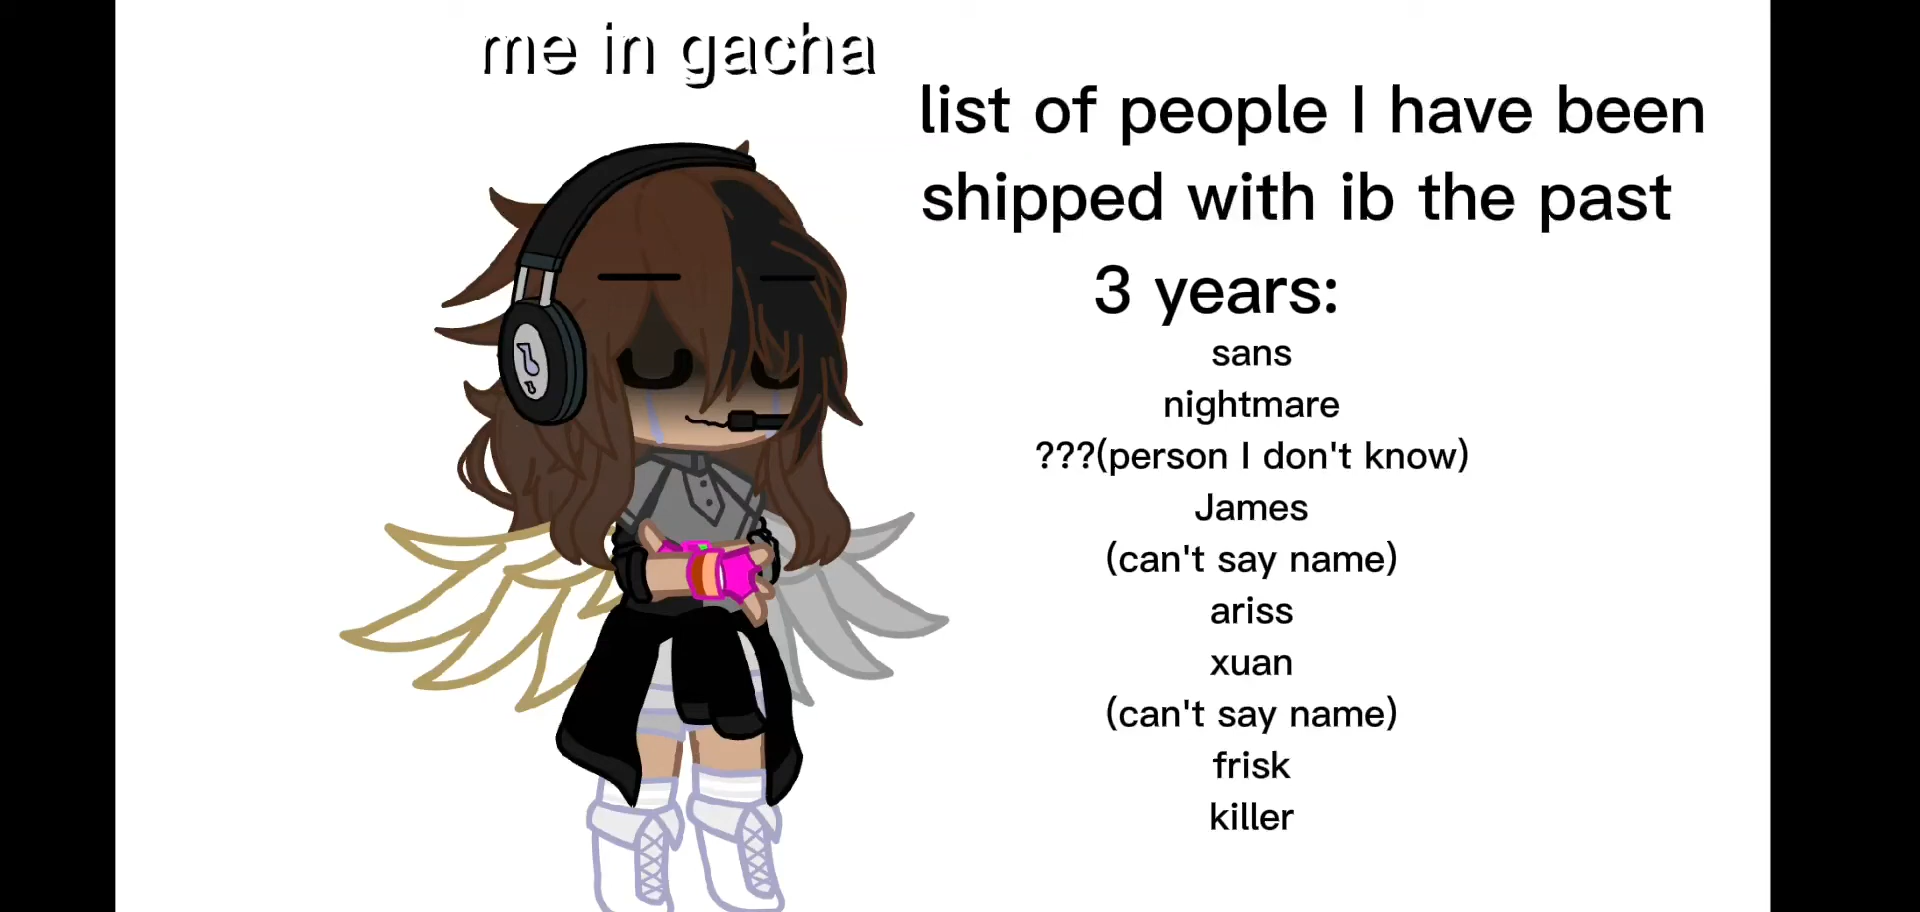 me in gacha
list of people I have been
shipped with ib the past
3 years:
sans
nightmare
???(person I don't know)
James
(can't say name)
ariss
xuan
(can't say name)
frisk
killer